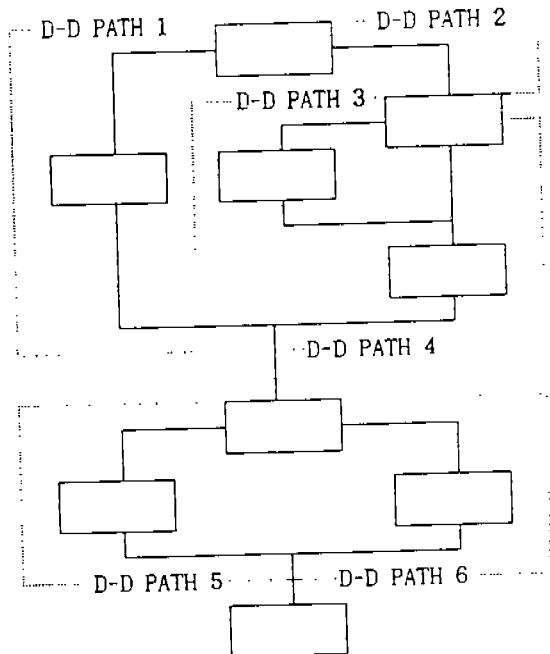 D-D PATH 1
D-D PATH 2
D-D PATH 3
D-D PATH 4
D-D PATH 5
D-D PATH 6